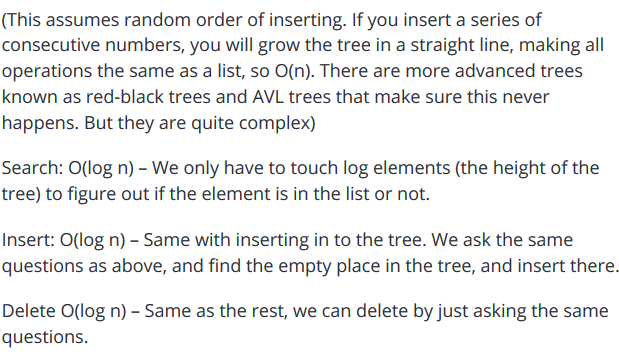 (This assumes random order of inserting. If you insert a series of
consecutive numbers, you will grow the tree in a straight line, making all
operations the same as a list, so O(n). There are more advanced trees
known as red-black trees and AVL trees that make sure this never
happens. But they are quite complex)
Search: O(log n) – We only have to touch log elements (the height of the
tree) to figure out if the element is in the list or not.
Insert: O(log n) – Same with inserting in to the tree. We ask the same
questions as above, and find the empty place in the tree, and insert there.
Delete O(log n) – Same as the rest, we can delete by just asking the same
questions.